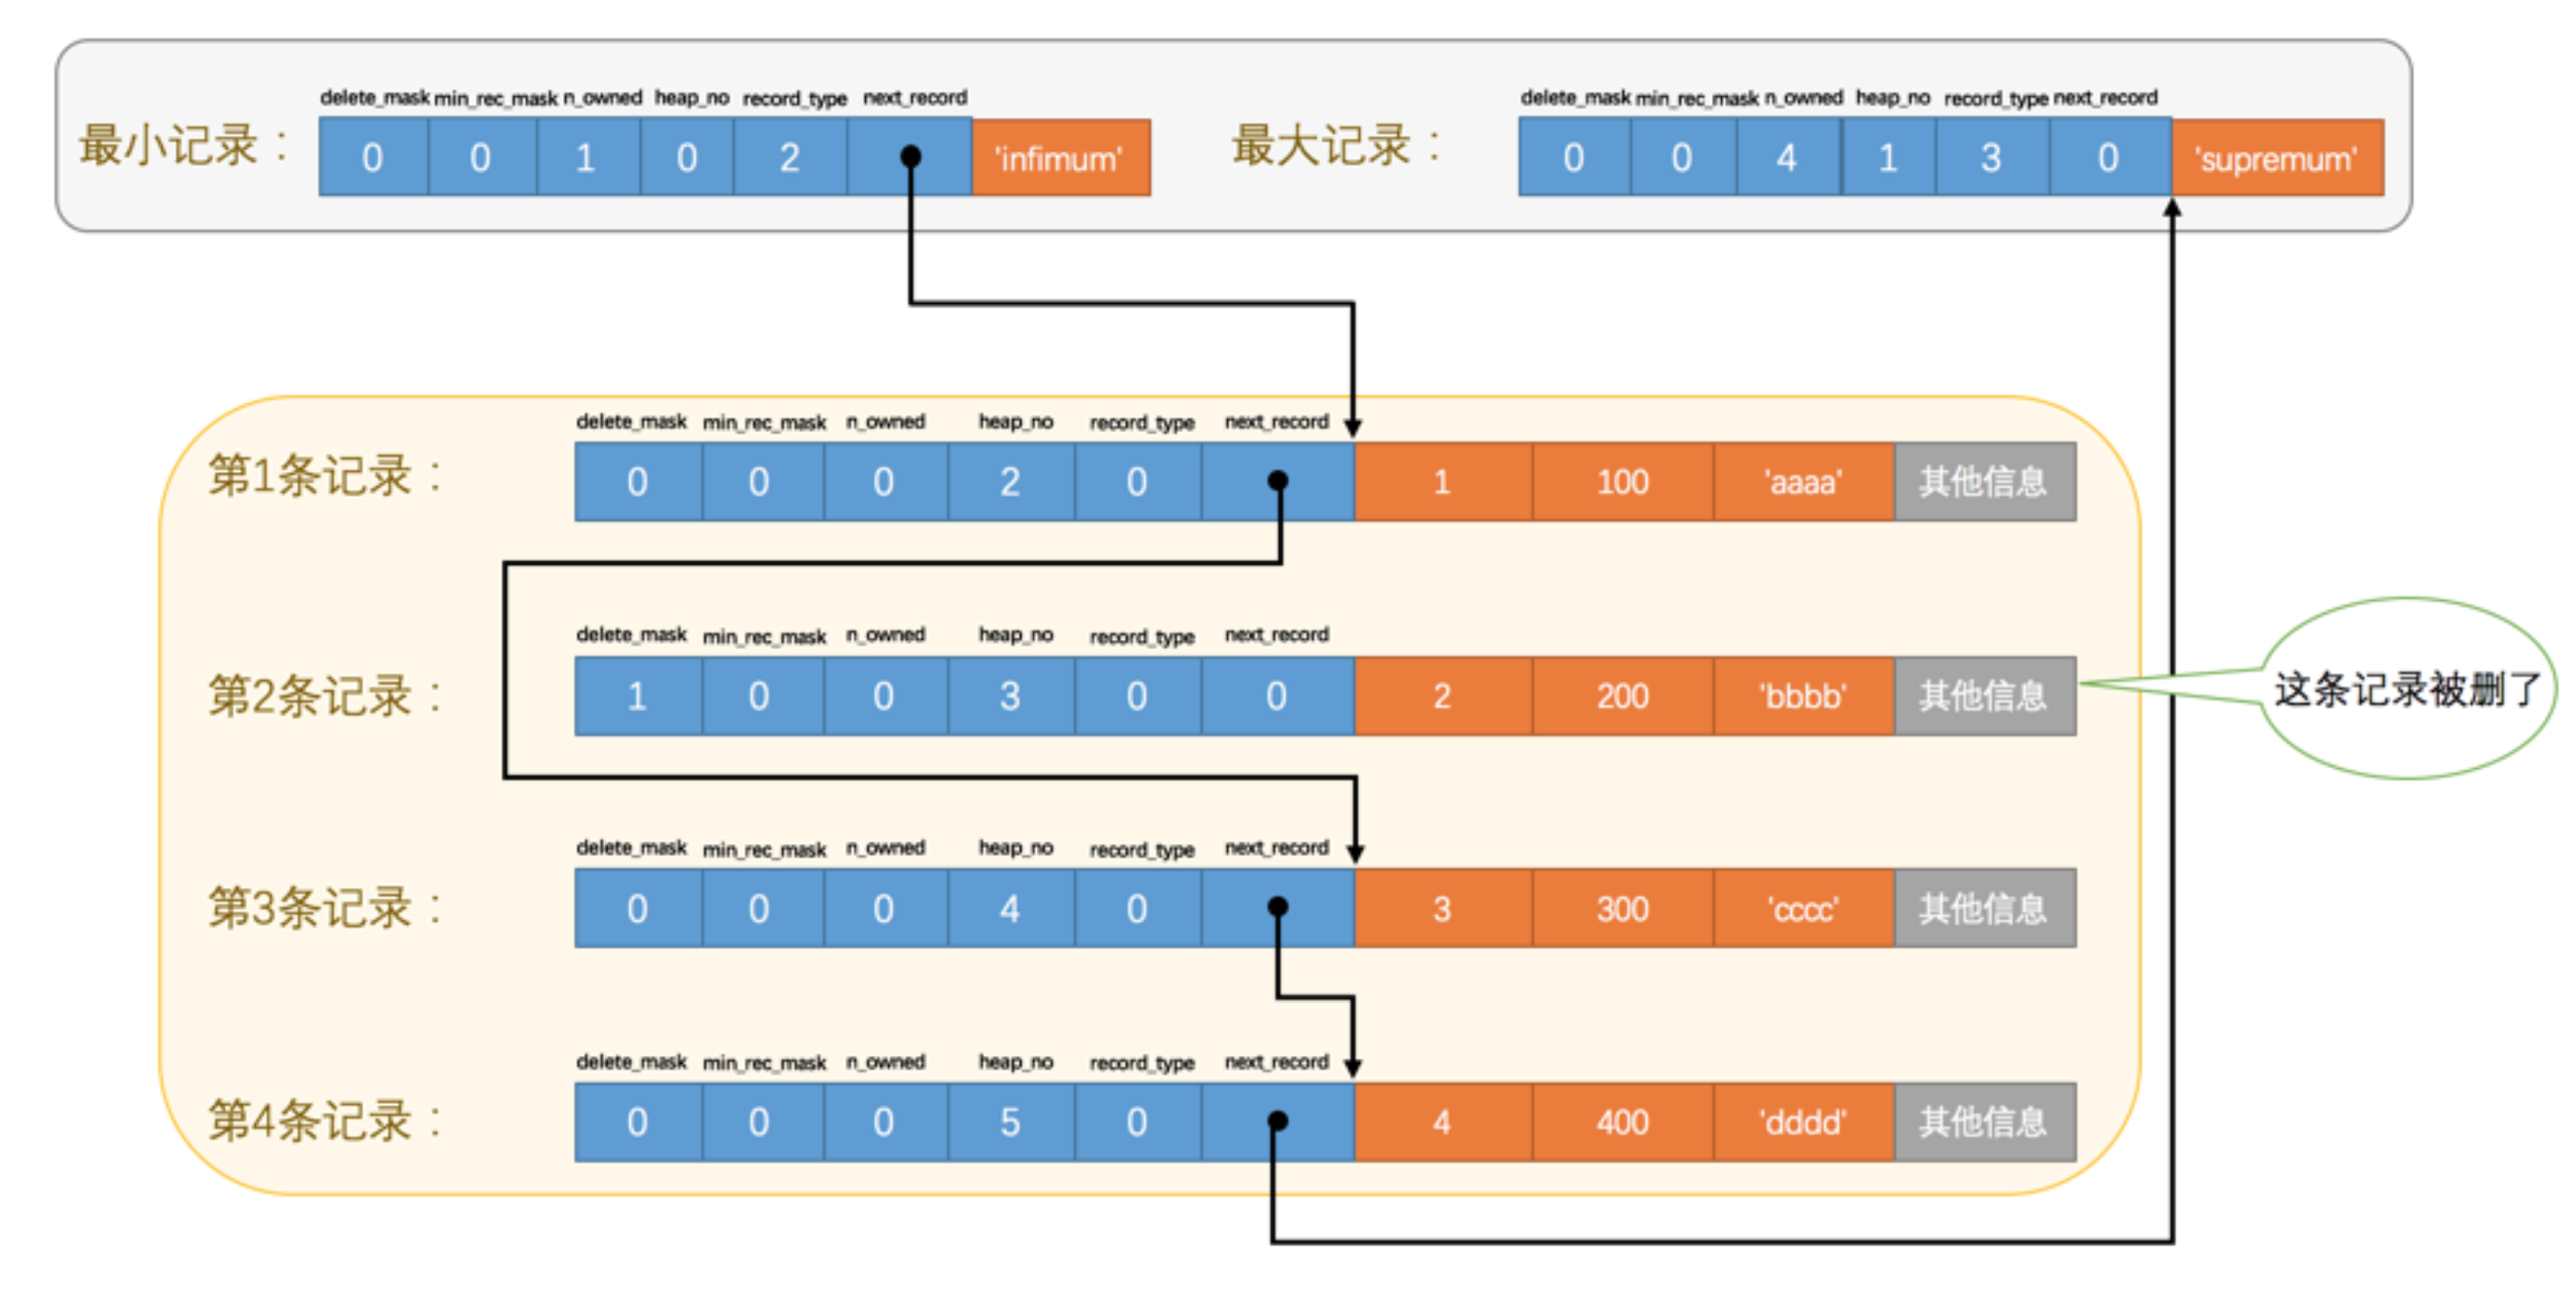 delete_mask min_rec_mask n_owned heap_no record_type next_record
最小记录： 0 0 1 0 2 'infimum'
delete_mask min_rec_mask n_owned heap_no record_type next_record
最大记录： 0 0 4 1 3 0 'supremum'
delete_mask min_rec_mask n_owned heap_no record_type next_record
第1条记录： 0 0 0 2 0 1 100 'aaaa' 其他信息
delete_mask min_rec_mask n_owned heap_no record_type next_record
第2条记录： 1 0 0 3 0 0 2 200 'bbbb' 其他信息
这条记录被删了
delete_mask min_rec_mask n_owned heap_no record_type next_record
第3条记录： 0 0 0 4 0 3 300 'cccc' 其他信息
delete_mask min_rec_mask n_owned heap_no record_type next_record
第4条记录： 0 0 0 5 0 4 400 'dddd' 其他信息